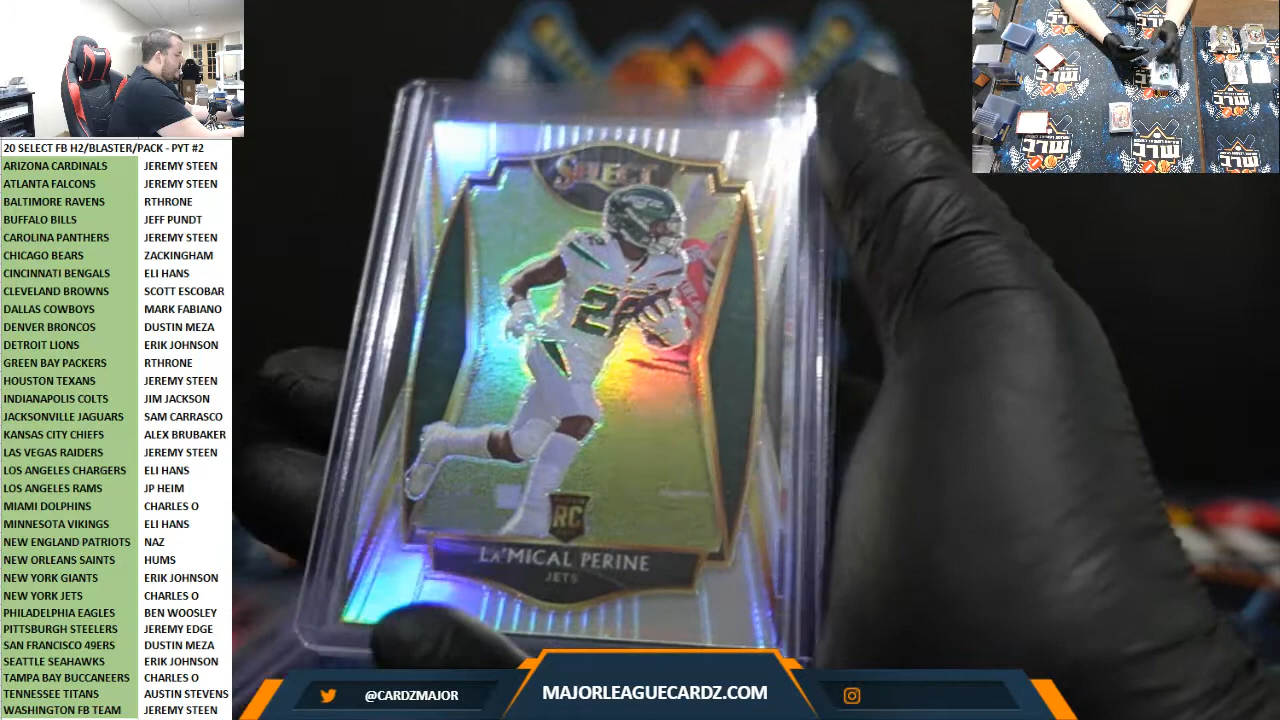 20 SELECT FB H2/BLASTER/PACK - PYT #2
ARIZONA CARDINALS JEREMY STEEN
ATLANTA FALCONS JEREMY STEEN
BALTIMORE RAVENS RTHRONE
BUFFALO BILLS JEFF PUNDT
CAROLINA PANTHERS JEREMY STEEN
CHICAGO BEARS ZACKINGHAM
CINCINNATI BENGALS ELI HANS
CLEVELAND BROWNS SCOTT ESCOBAR
DALLAS COWBOYS MARK FABIANO
DENVER BRONCOS DUSTIN MEZA
DETROIT LIONS ERIK JOHNSON
GREEN BAY PACKERS RTHRONE
HOUSTON TEXANS JEREMY STEEN
INDIANAPOLIS COLTS JIM JACKSON
JACKSONVILLE JAGUARS SAM CARRASCO
KANSAS CITY CHIEFS ALEX BRUBAKER
LAS VEGAS RAIDERS JEREMY STEEN
LOS ANGELES CHARGERS ELI HANS
LOS ANGELES RAMS JP HEIM
MIAMI DOLPHINS CHARLES O
MINNESOTA VIKINGS ELI HANS
NEW ENGLAND PATRIOTS NAZ
NEW ORLEANS SAINTS HUMS
NEW YORK GIANTS ERIK JOHNSON
NEW YORK JETS CHARLES O
PHILADELPHIA EAGLES BEN WOOSLEY
PITTSBURGH STEELERS JEREMY EDGE
SAN FRANCISCO 49ERS DUSTIN MEZA
SEATTLE SEAHAWKS ERIK JOHNSON
TAMPA BAY BUCCANEERS CHARLES O
TENNESSEE TITANS AUSTIN STEVENS
WASHINGTON FB TEAM JEREMY STEEN
SELECT
22
RC
LA'MICAL PERINE
JETS
@CARDZMAJOR
MAJORLEAGUECARDZ.COM